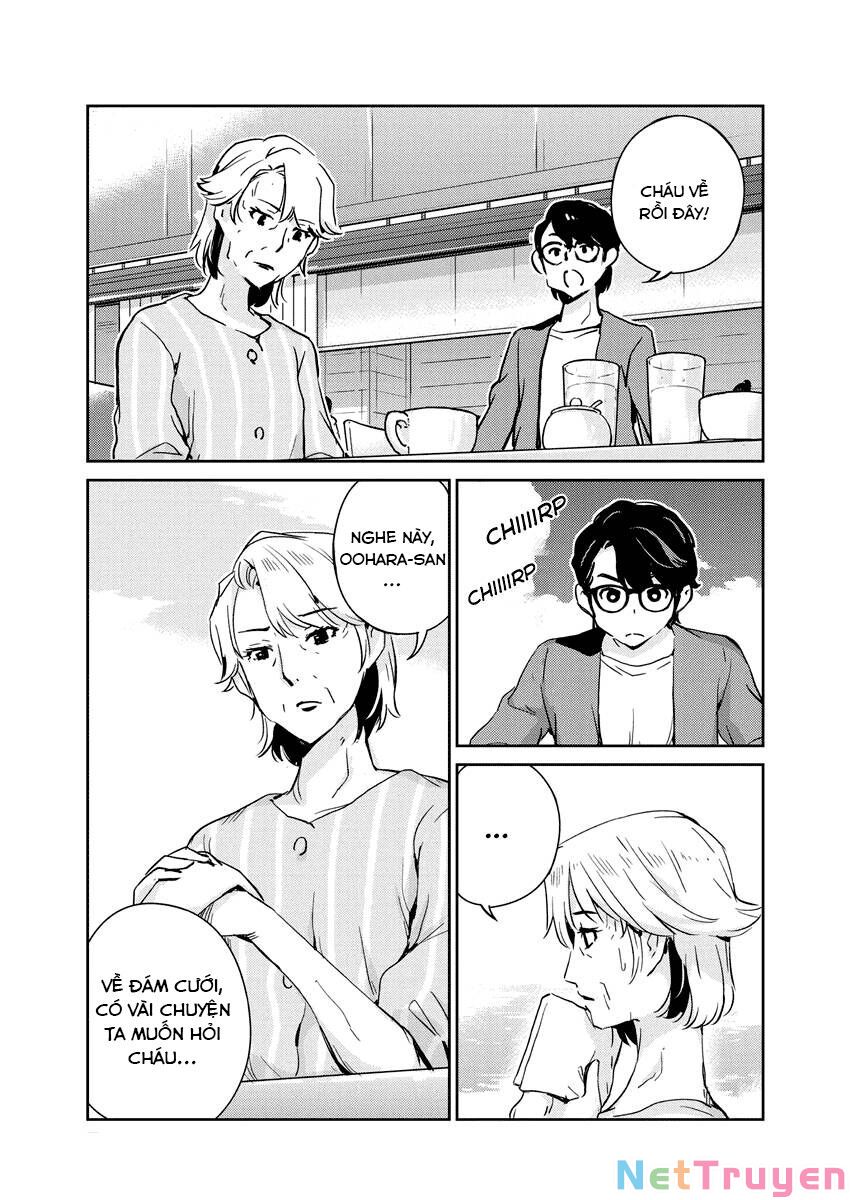 CHÁU VỀ
RỒI ĐÂY!
CHIIIIRP
CHIIIIRP
NGHE NÀY,
OOHARA-SAN
...
VỀ ĐÁM CƯỚI,
CÓ VÀI CHUYỆN
TA MUỐN HỎI
CHÁU...
...
NetTruyen